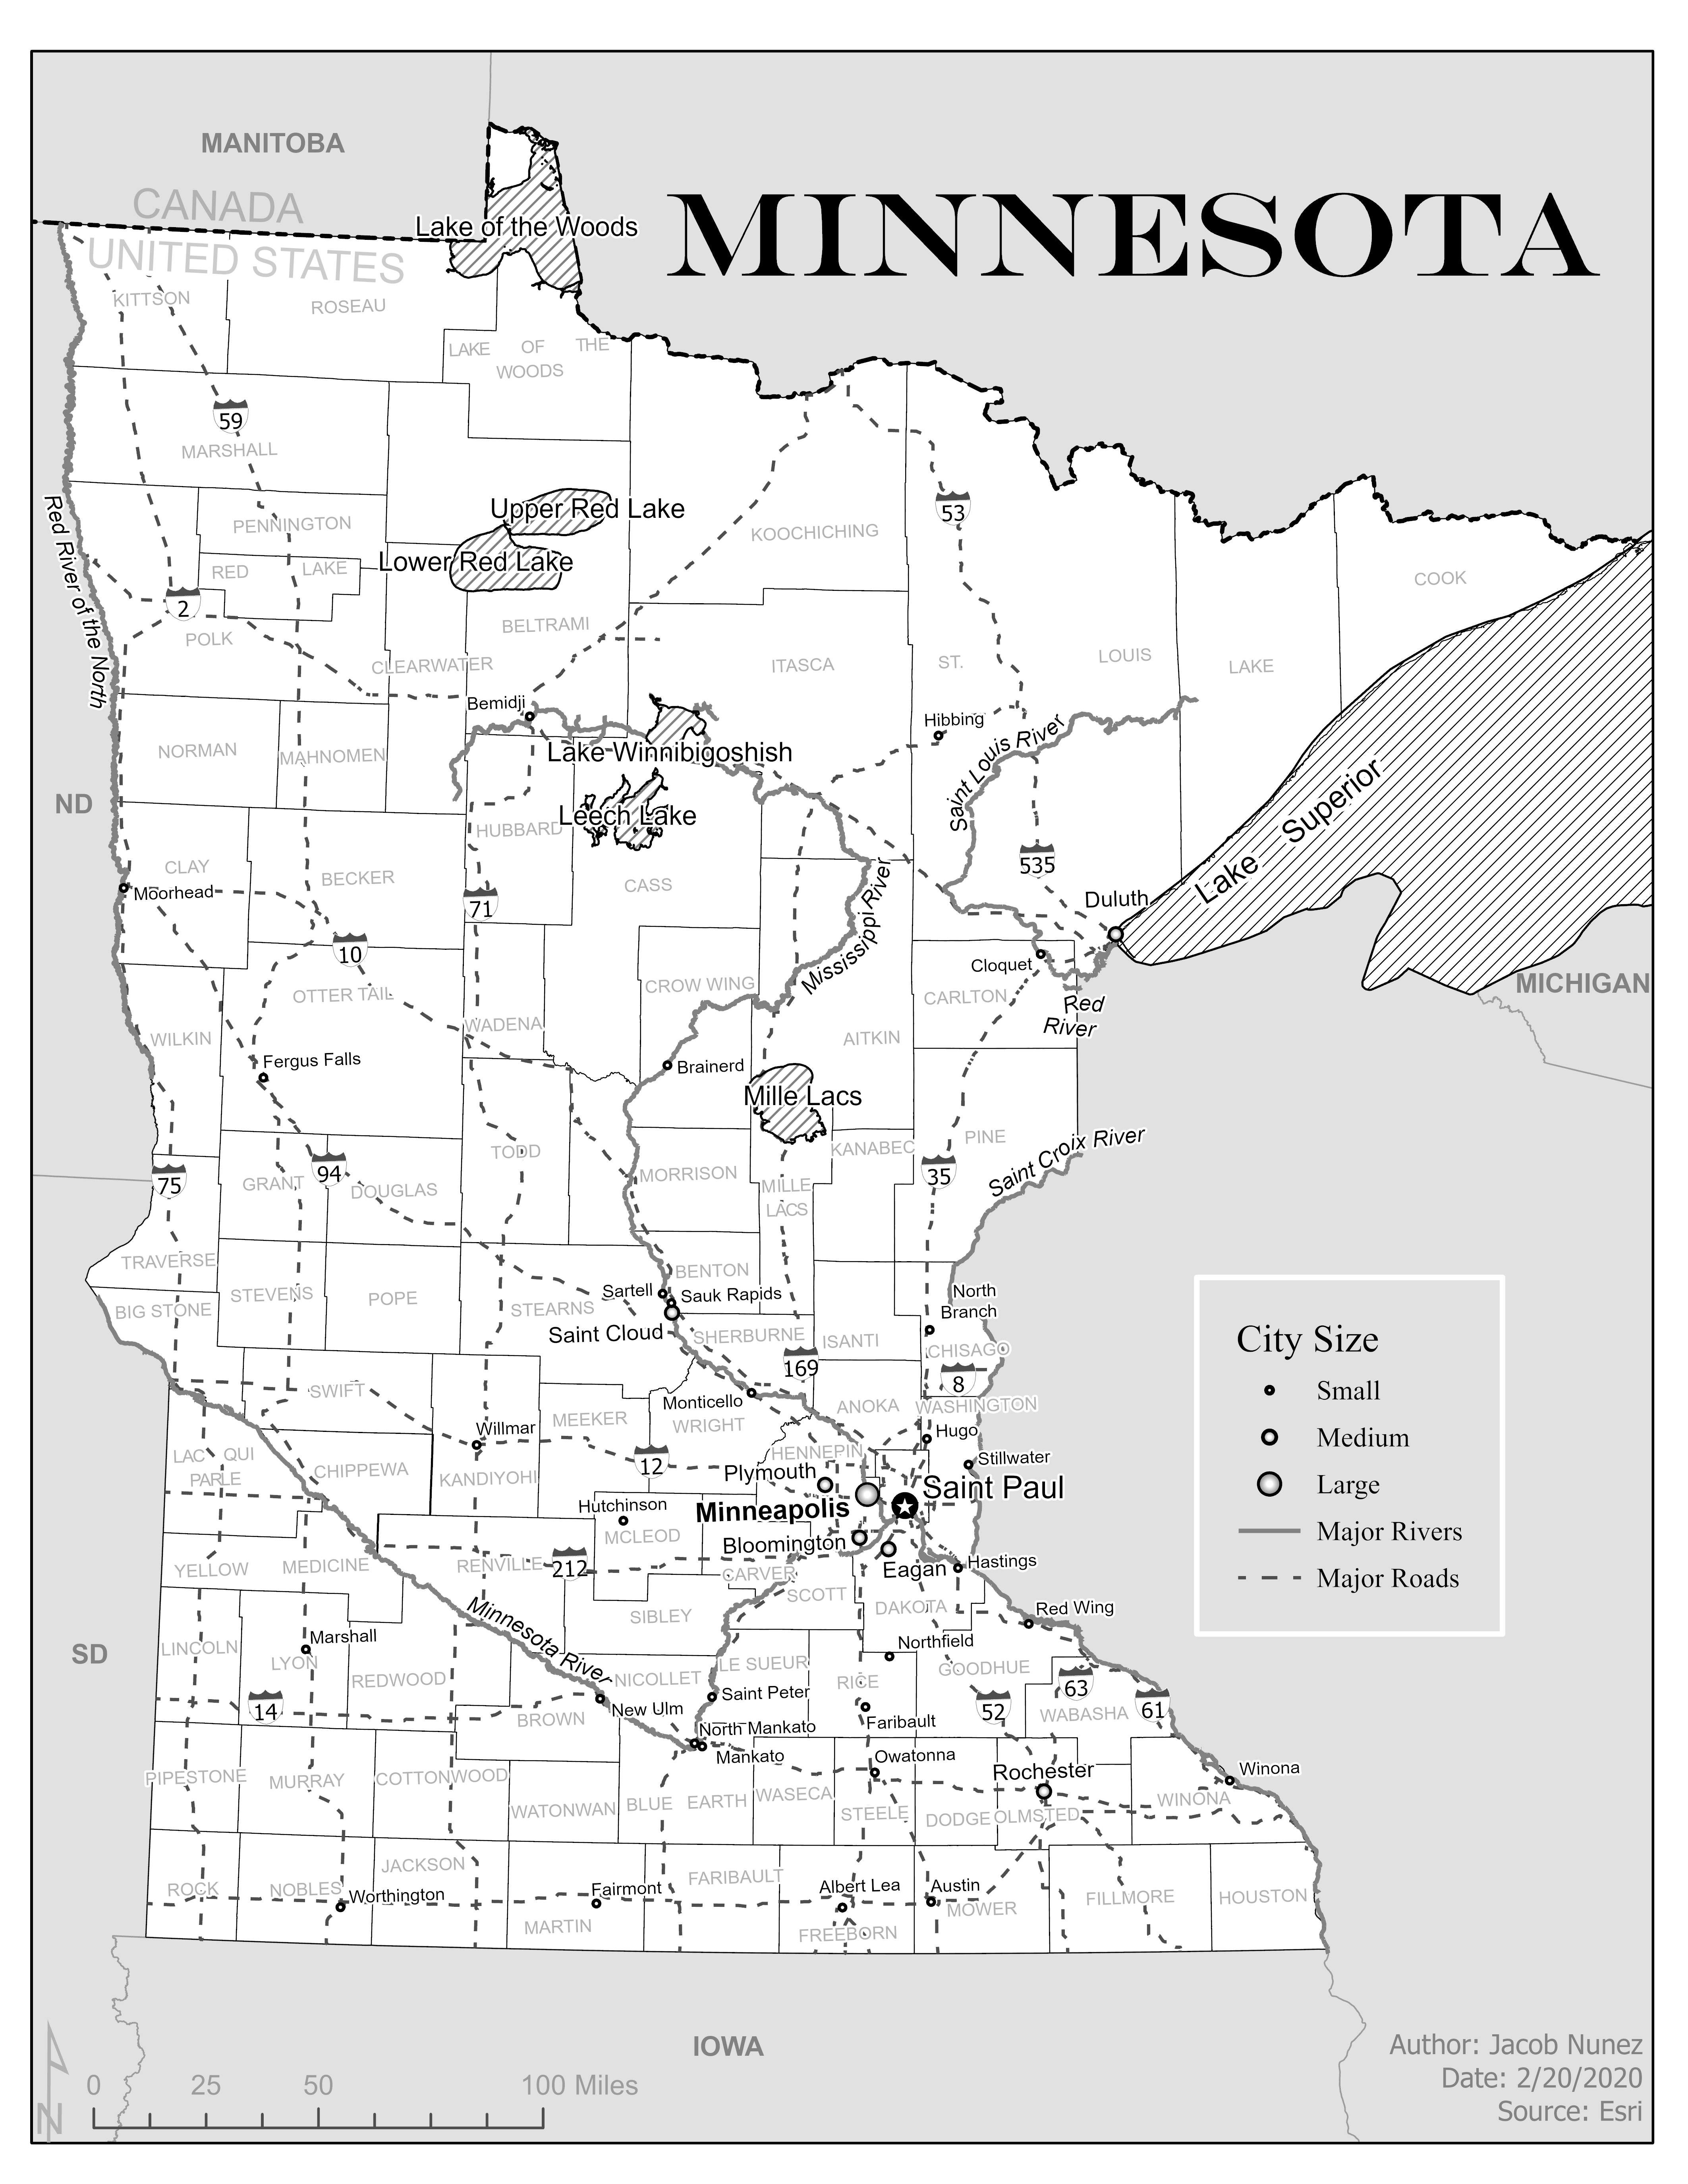 MINNESOTA
MANITOBA
CANADA
UNITED STATES
Lake of the Woods
KITTSON
ROSEAU
LAKE OF THE
WOODS
59
MARSHALL
53
Upper Red Lake
Red River of the North
PENNINGTON
KOOCHICHING
Lower Red Lake
RED LAKE
COOK
2
BELTRAMI
POLK
CLEARWATER
ITASCA
ST. LOUIS
LAKE
Bemidji
Hibbing
Saint Louis River
NORMAN
MAHNOMEN
Lake Winnibigoshish
ND
Leech Lake
HUBBARD
Lake Superior
535
CLAY
BECKER
CASS
Moorhead
71
Mississippi River
Duluth
10
Cloquet
MICHIGAN
OTTER TAIL
CROW WING
CARLTON
Red
River
WADENA
WILKIN
AITKIN
Fergus Falls
Brainerd
Mille Lacs
TODD
KANABEC
PINE
Saint Croix River
94
75
GRANT
DOUGLAS
MORRISON
MILLE
LACS
35
TRAVERSE
BENTON
Sartell
Sauk Rapids
North
Branch
BIG STONE
STEVENS
POPE
STEARNS
Saint Cloud
SHERBURNE
ISANTI
CHISAGO
169
8
SWIFT
Monticello
MEEKER
WRIGHT
ANOKA
WASHINGTON
Willmar
Hugo
LAC QUI
PARLE
CHIPPEWA
KANDIYOHI
12
HENNEPIN
Stillwater
Plymouth
Saint Paul
Minneapolis
Hutchinson
MCLEOD
Bloomington
Eagan
Hastings
YELLOW MEDICINE
RENVILLE
212
CARVER
SCOTT
DAKOTA
Red Wing
Minnesota River
SIBLEY
SD
LINCOLN
Marshall
LYON
REDWOOD
NICOLLET
LE SUEUR
Northfield
RICE
GOODHUE
63
14
New Ulm
Saint Peter
Faribault
52
WABASHA
61
BROWN
North Mankato
Mankato
Owatonna
Rochester
Winona
PIPESTONE
MURRAY
COTTONWOOD
WATONWAN
BLUE EARTH
WASECA
STEELE
DODGE
OLMSTED
WINONA
JACKSON
FARIBAULT
ROCK
NOBLES
Worthington
Fairmont
MARTIN
Albert Lea
FREEBORN
Austin
MOWER
FILLMORE
HOUSTON
IOWA
City Size
Small
Medium
Large
Major Rivers
Major Roads
N
0 25 50 100 Miles
Author: Jacob Nunez
Date: 2/20/2020
Source: Esri